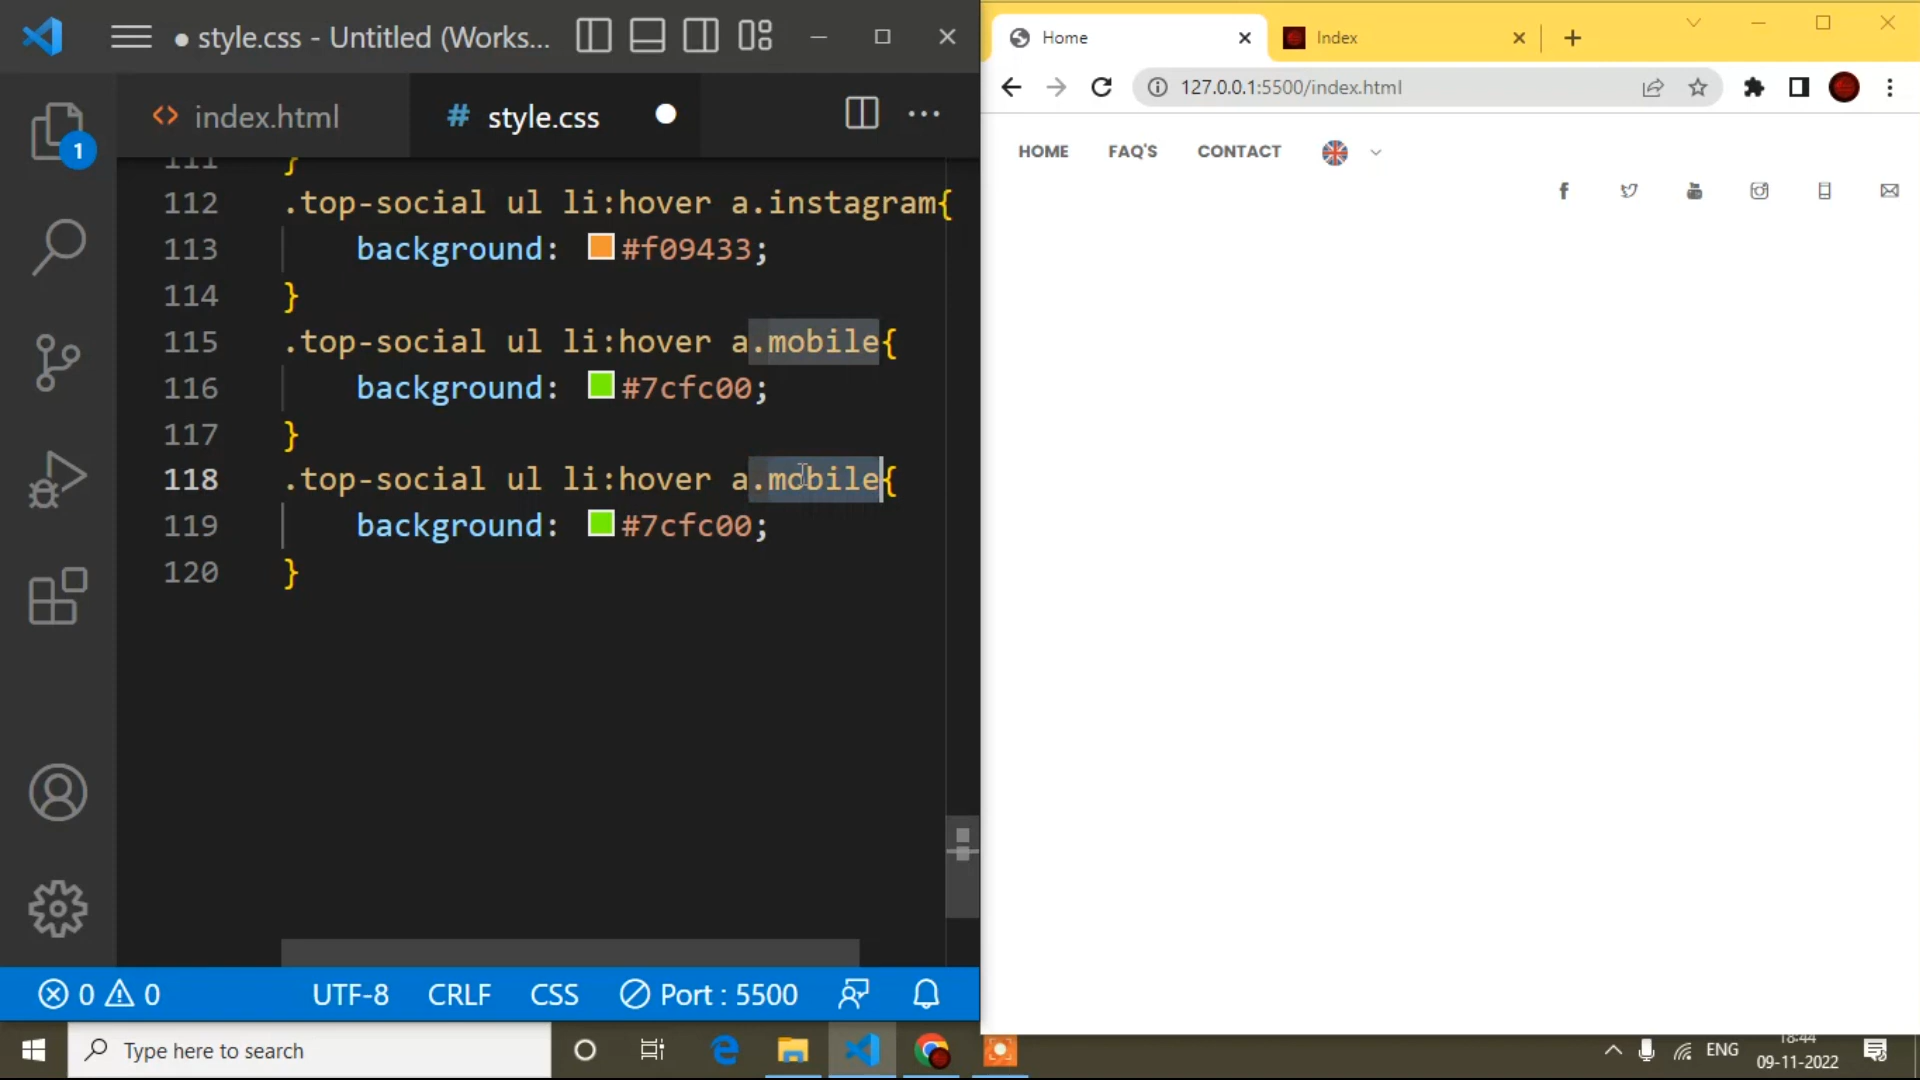 style.css - Untitled (Works...
index.html
style.css
1
111 }
112 .top-social ul li:hover a.instagram{
113 background: #f09433;
114 }
115 .top-social ul li:hover a.mobile{
116 background: #7cfc00;
117 }
118 .top-social ul li:hover a.mobile{
119 background: #7cfc00;
120 }
0 0
UTF-8
CRLF
CSS
Port : 5500
Home
Index
127.0.0.1:5500/index.html
HOME
FAQ'S
CONTACT
Type here to search
ENG
18:44
09-11-2022